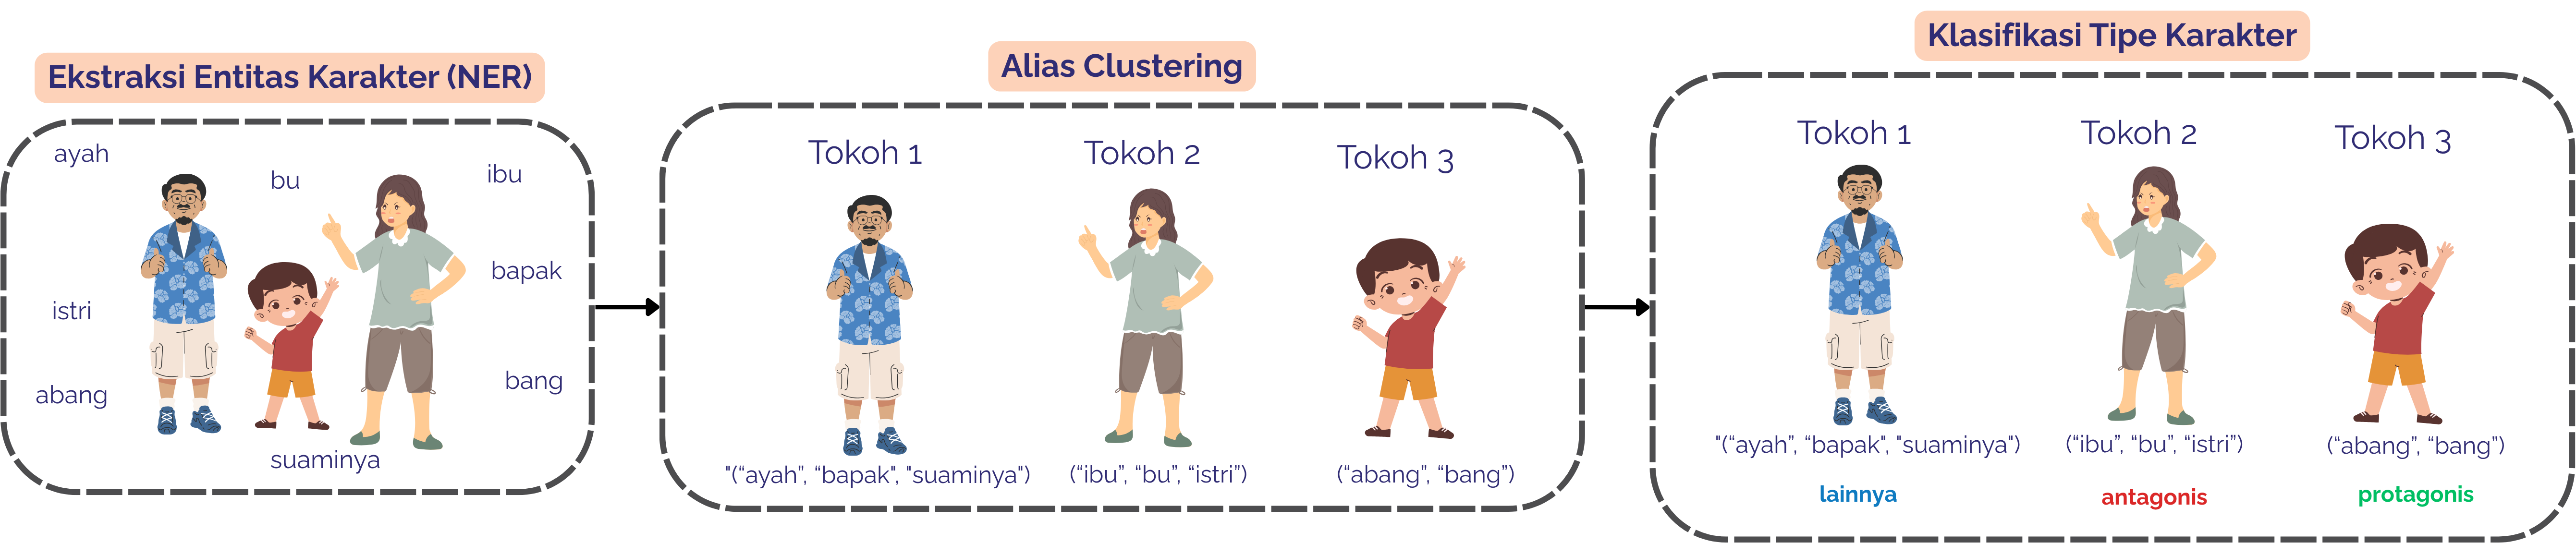 Ekstraksi Entitas Karakter (NER)
ayah
bu
ibu
bapak
istri
abang
bang
suaminya
Alias Clustering
Tokoh 1
Tokoh 2
Tokoh 3
"(“ayah”, “bapak", "suaminya")
(“ibu”, “bu”, “istri”)
(“abang”, “bang”)
Klasifikasi Tipe Karakter
Tokoh 1
Tokoh 2
Tokoh 3
"(“ayah”, “bapak", "suaminya")
(“ibu”, “bu”, “istri”)
(“abang”, “bang”)
lainnya
antagonis
protagonis